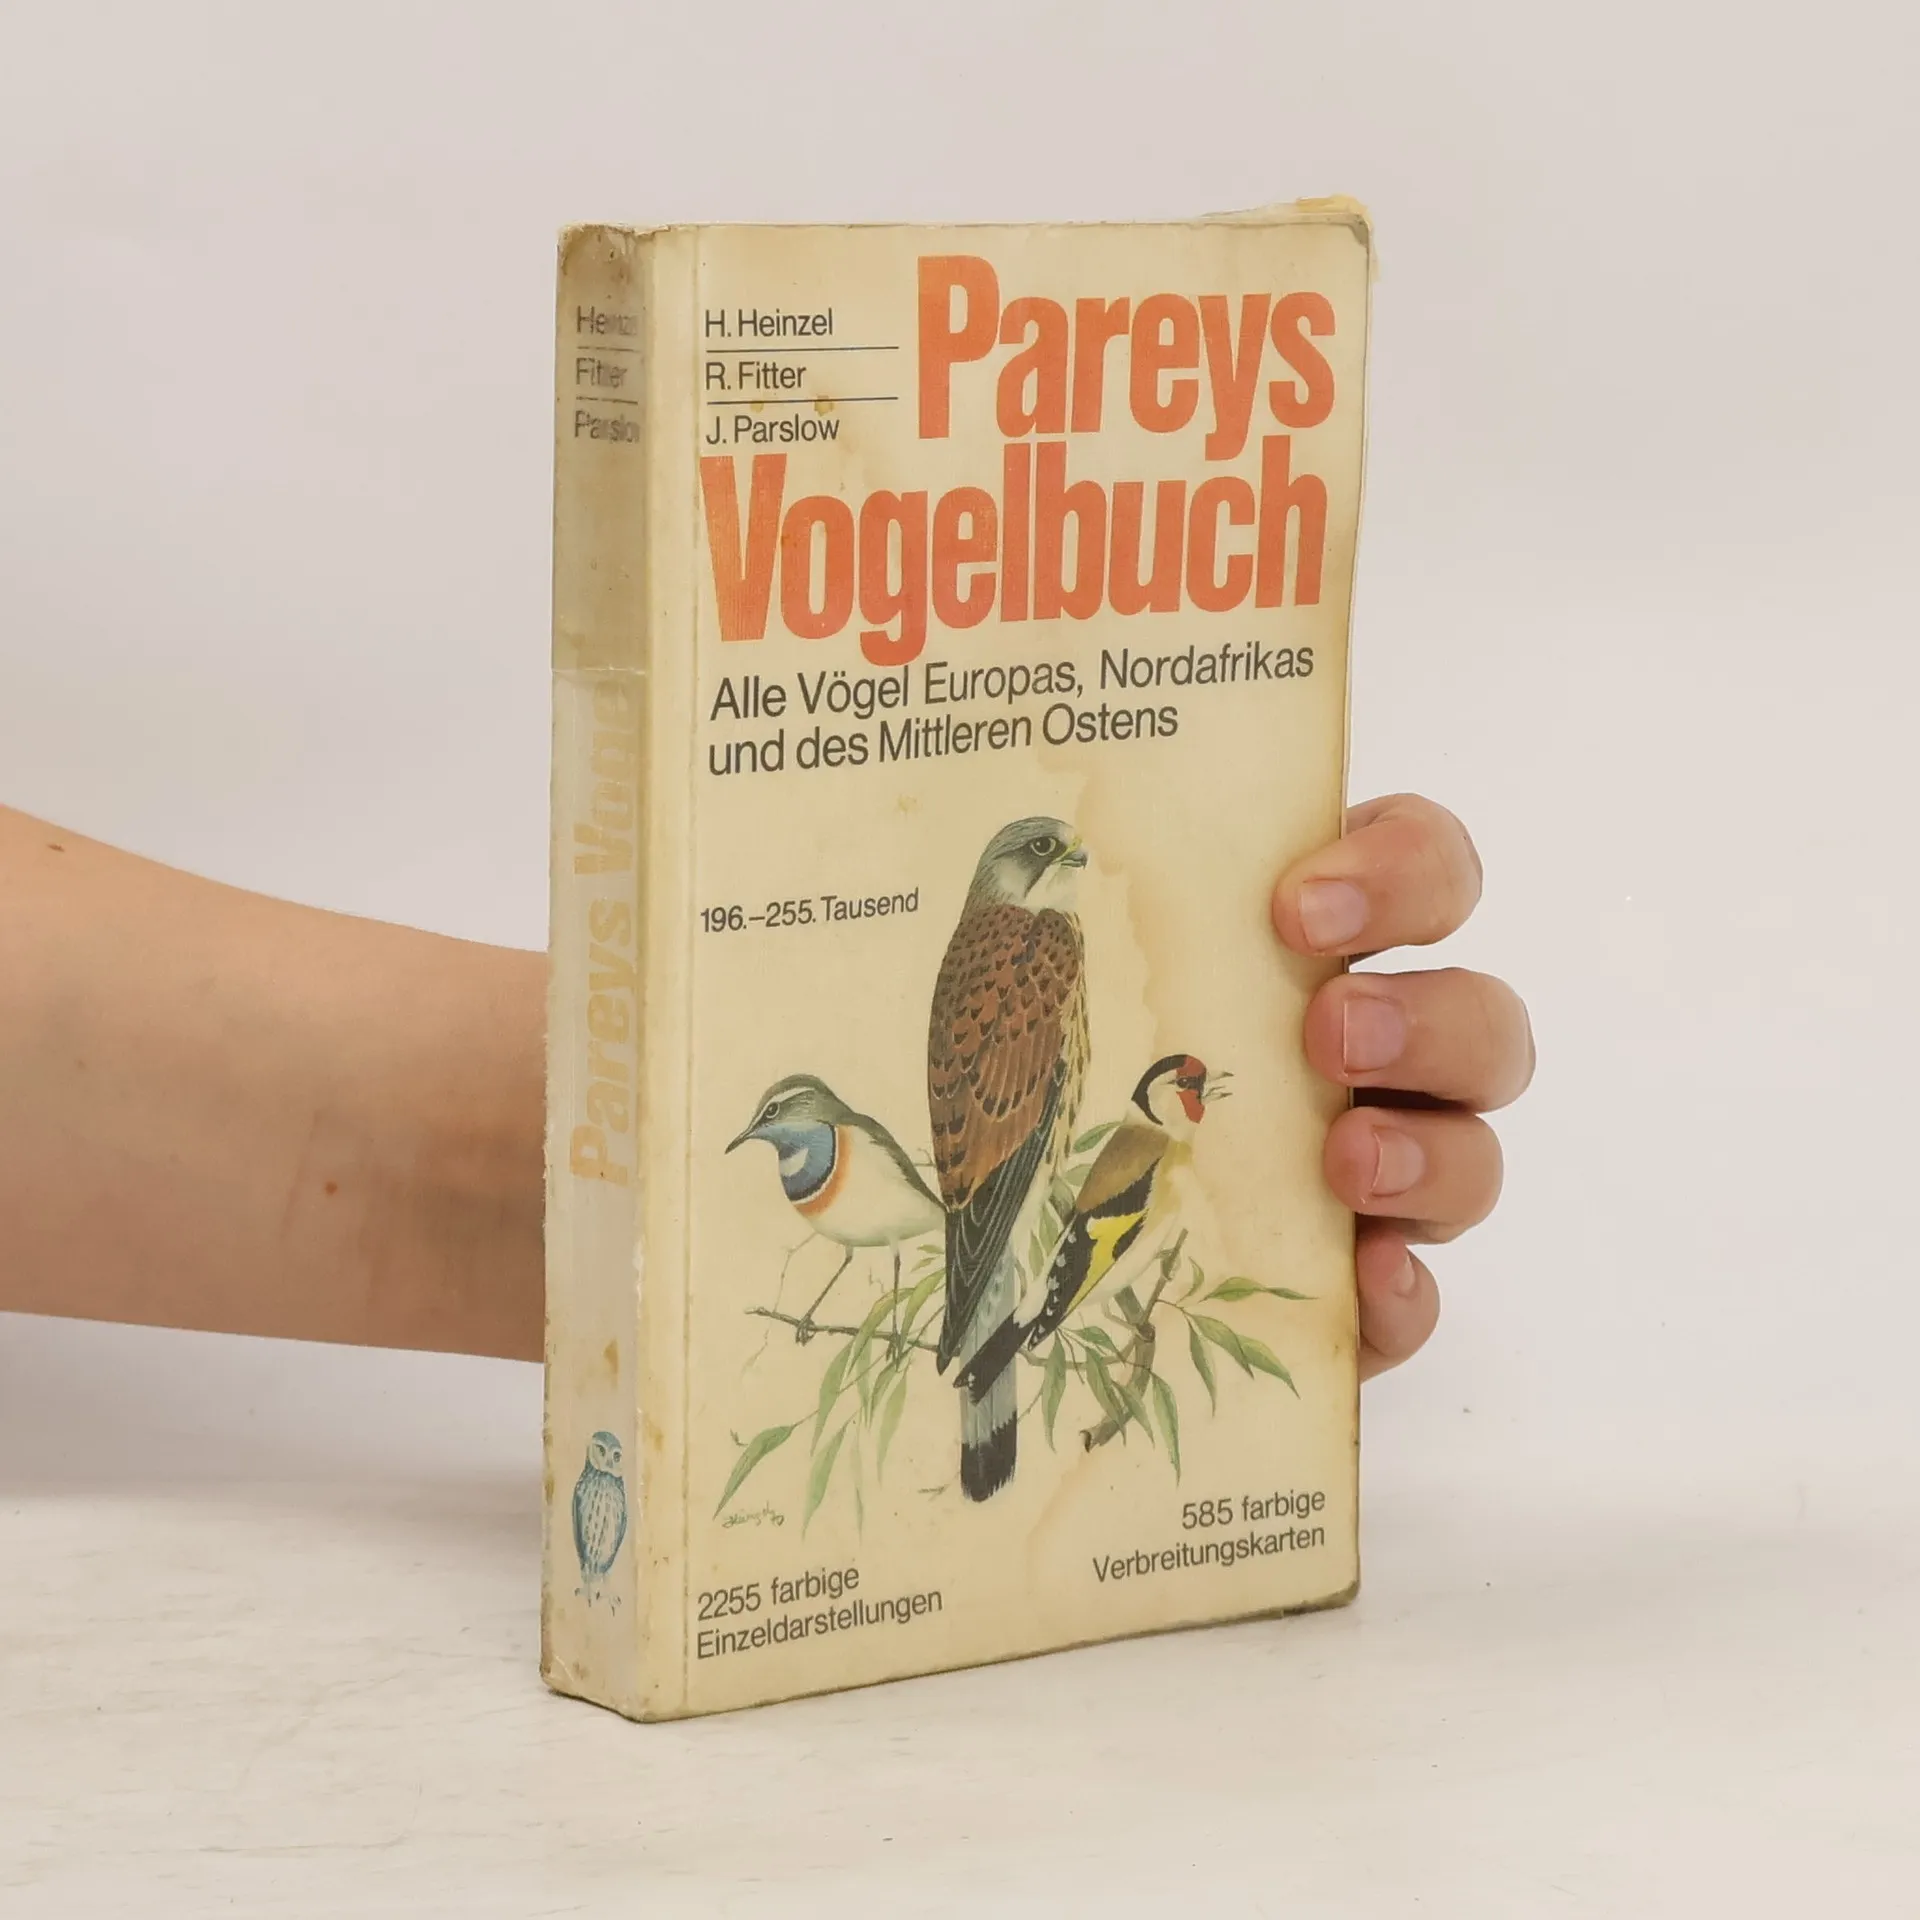 Heinzel
Fitter
Parslow
Pareys Vogel
H. Heinzel
R. Fitter
J. Parslow
Pareys
Vogelbuch
Alle Vögel Europas, Nordafrikas
und des Mittleren Ostens
196.–255. Tausend
585 farbige
Verbreitungskarten
2255 farbige
Einzeldarstellungen